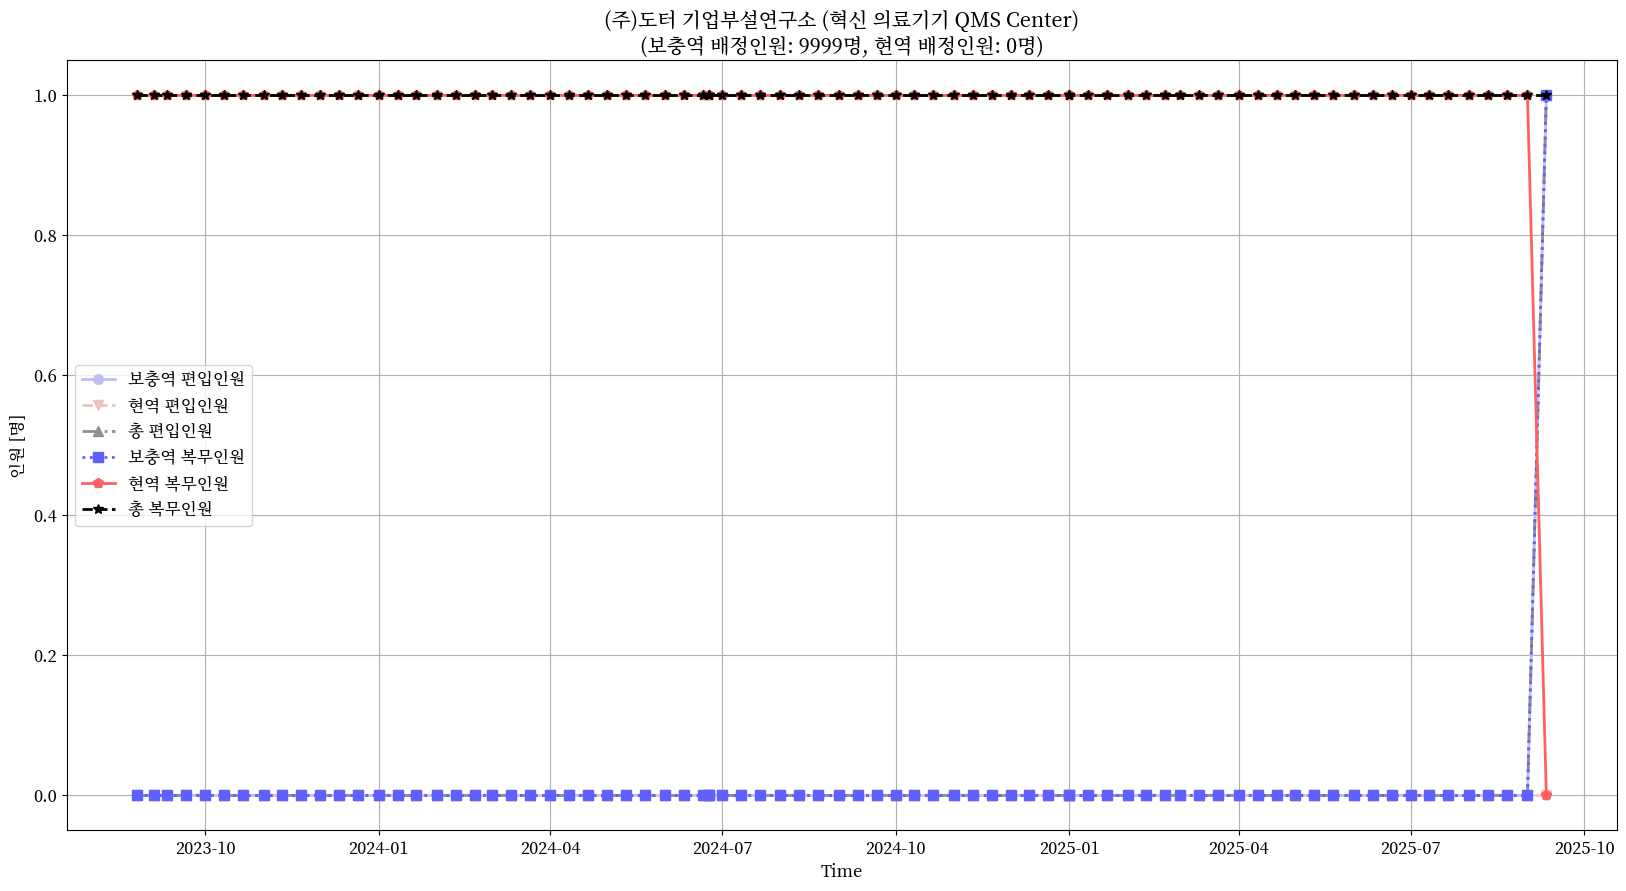 (주)도터 기업부설연구소 (혁신 의료기기 QMS Center)
(보충역 배정인원: 9999명, 현역 배정인원: 0명)
1.0
0.8
0.6
0.4
0.2
0.0
인원 [명]
보충역 편입인원
현역 편입인원
총 편입인원
보충역 복무인원
현역 복무인원
총 복무인원
2023-10
2024-01
2024-04
2024-07
2024-10
2025-01
2025-04
2025-07
2025-10
Time